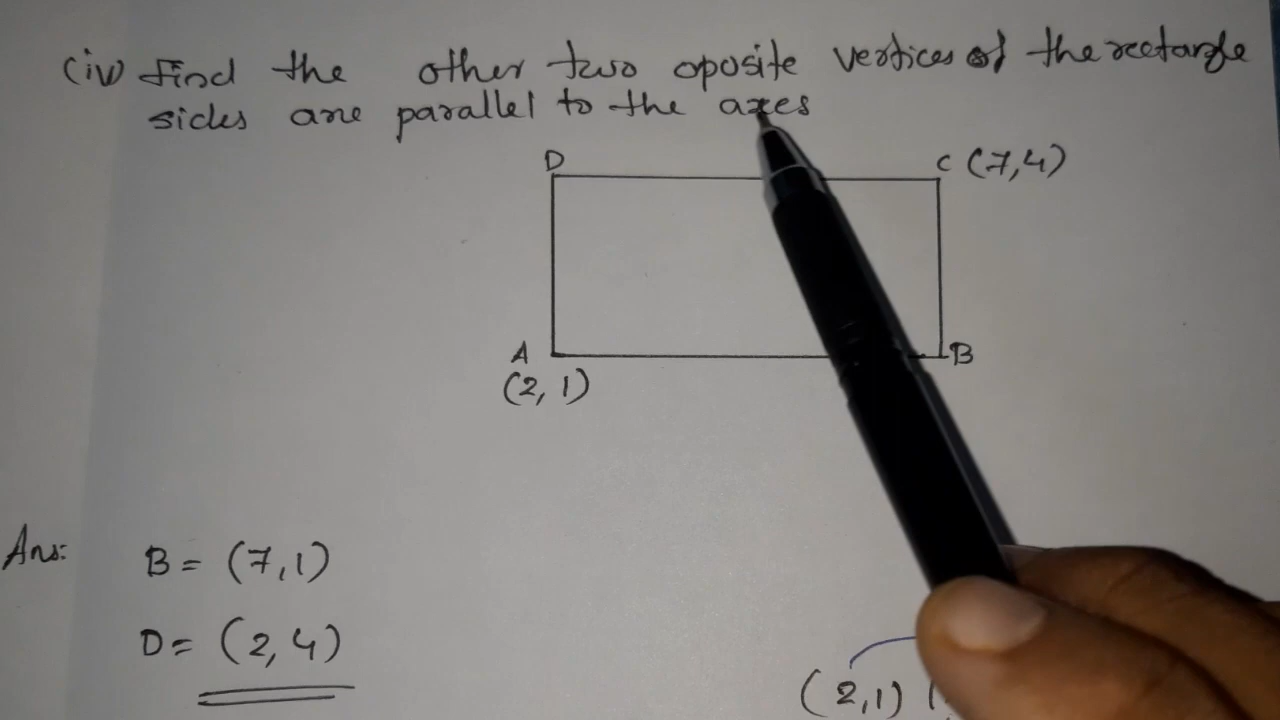 (iv) find the other two oposite vertices of the rectangle
sides are parallel to the axes
D
C (7,4)
A
B
(2, 1)
Ans:
B = (7,1)
D = (2,4)
(2,1) (